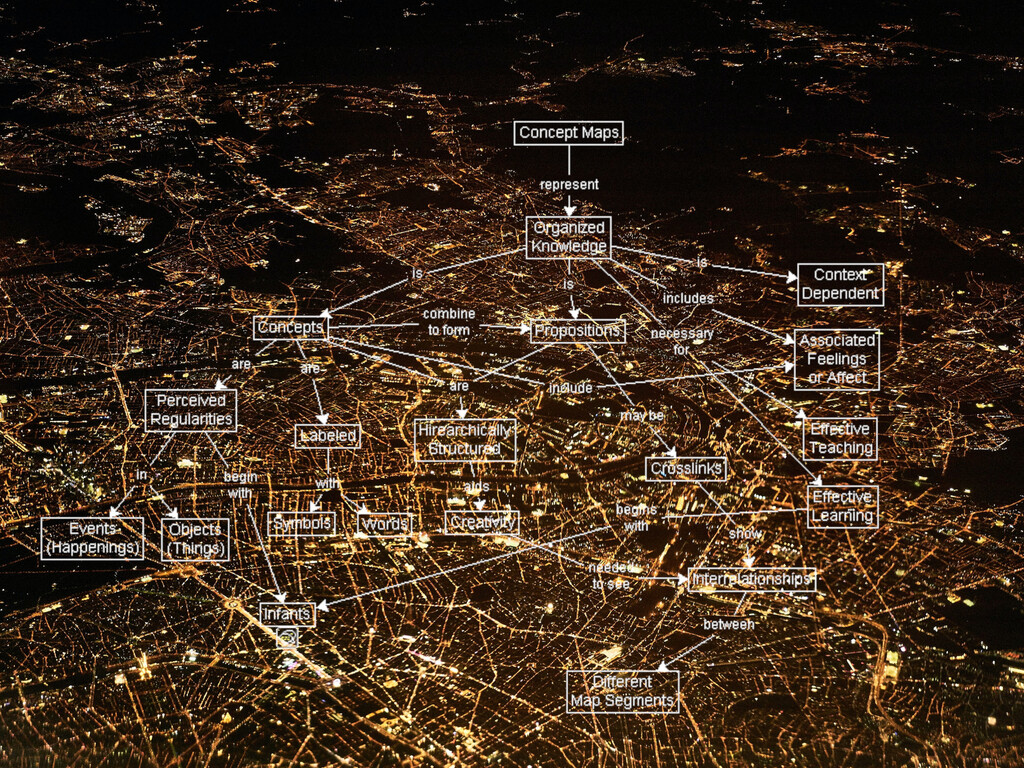 Concept Maps
represent
Organized
Knowledge
is
is
is
Context
Dependent
includes
combine
to form
Concepts
Propositions
necessary
for
Associated
Feelings
or Affect
are
are
are
include
Perceived
Regularities
may be
Labeled
Hirearchically
Structured
Effective
Teaching
Crosslinks
in
begin
with
with
aids
Effective
Learning
begins
with
Symbols
Words
Creativity
Events
(Happenings)
Objects
(Things)
show
needed
to see
Interrelationships
Infants
between
Different
Map Segments